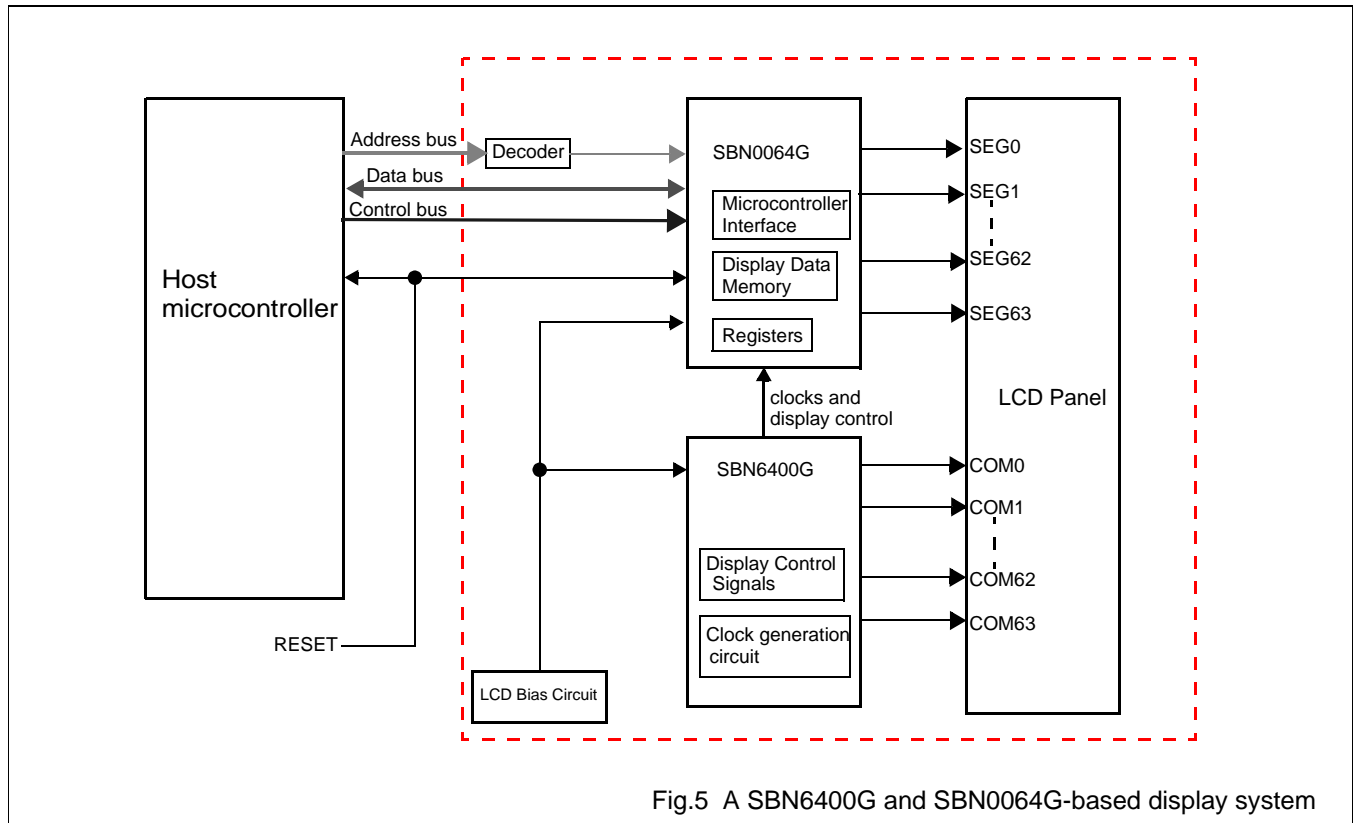 Address bus
Decoder
Data bus
Control bus
Host
microcontroller
RESET
LCD Bias Circuit
SBN0064G
Microcontroller
Interface
Display Data
Memory
Registers
clocks and
display control
SBN6400G
Display Control
Signals
Clock generation
circuit
SEG0
SEG1
SEG62
SEG63
LCD Panel
COM0
COM1
COM62
COM63
Fig.5 A SBN6400G and SBN0064G-based display system